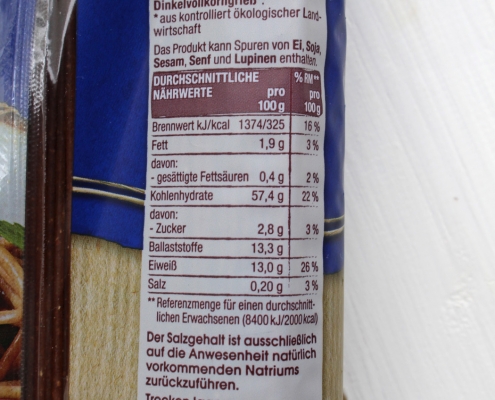 Dinkelvollkorngrieß*.
* aus kontrolliert ökologischer Land-
wirtschaft
Das Produkt kann Spuren von Ei, Soja,
Sesam, Senf und Lupinen enthalten.
DURCHSCHNITTLICHE % RM**
NÄHRWERTE pro 100 g pro 100 g
Brennwert kJ/kcal 1374/325 16 %
Fett 1,9 g 3 %
davon:
- gesättigte Fettsäuren 0,4 g 2 %
Kohlenhydrate 57,4 g 22 %
davon:
- Zucker 2,8 g 3 %
Ballaststoffe 13,3 g
Eiweiß 13,0 g 26 %
Salz 0,20 g 3 %
** Referenzmenge für einen durchschnitt-
lichen Erwachsenen (8400 kJ/2000 kcal)
Der Salzgehalt ist ausschließlich
auf die Anwesenheit natürlich
vorkommenden Natriums
zurückzuführen.